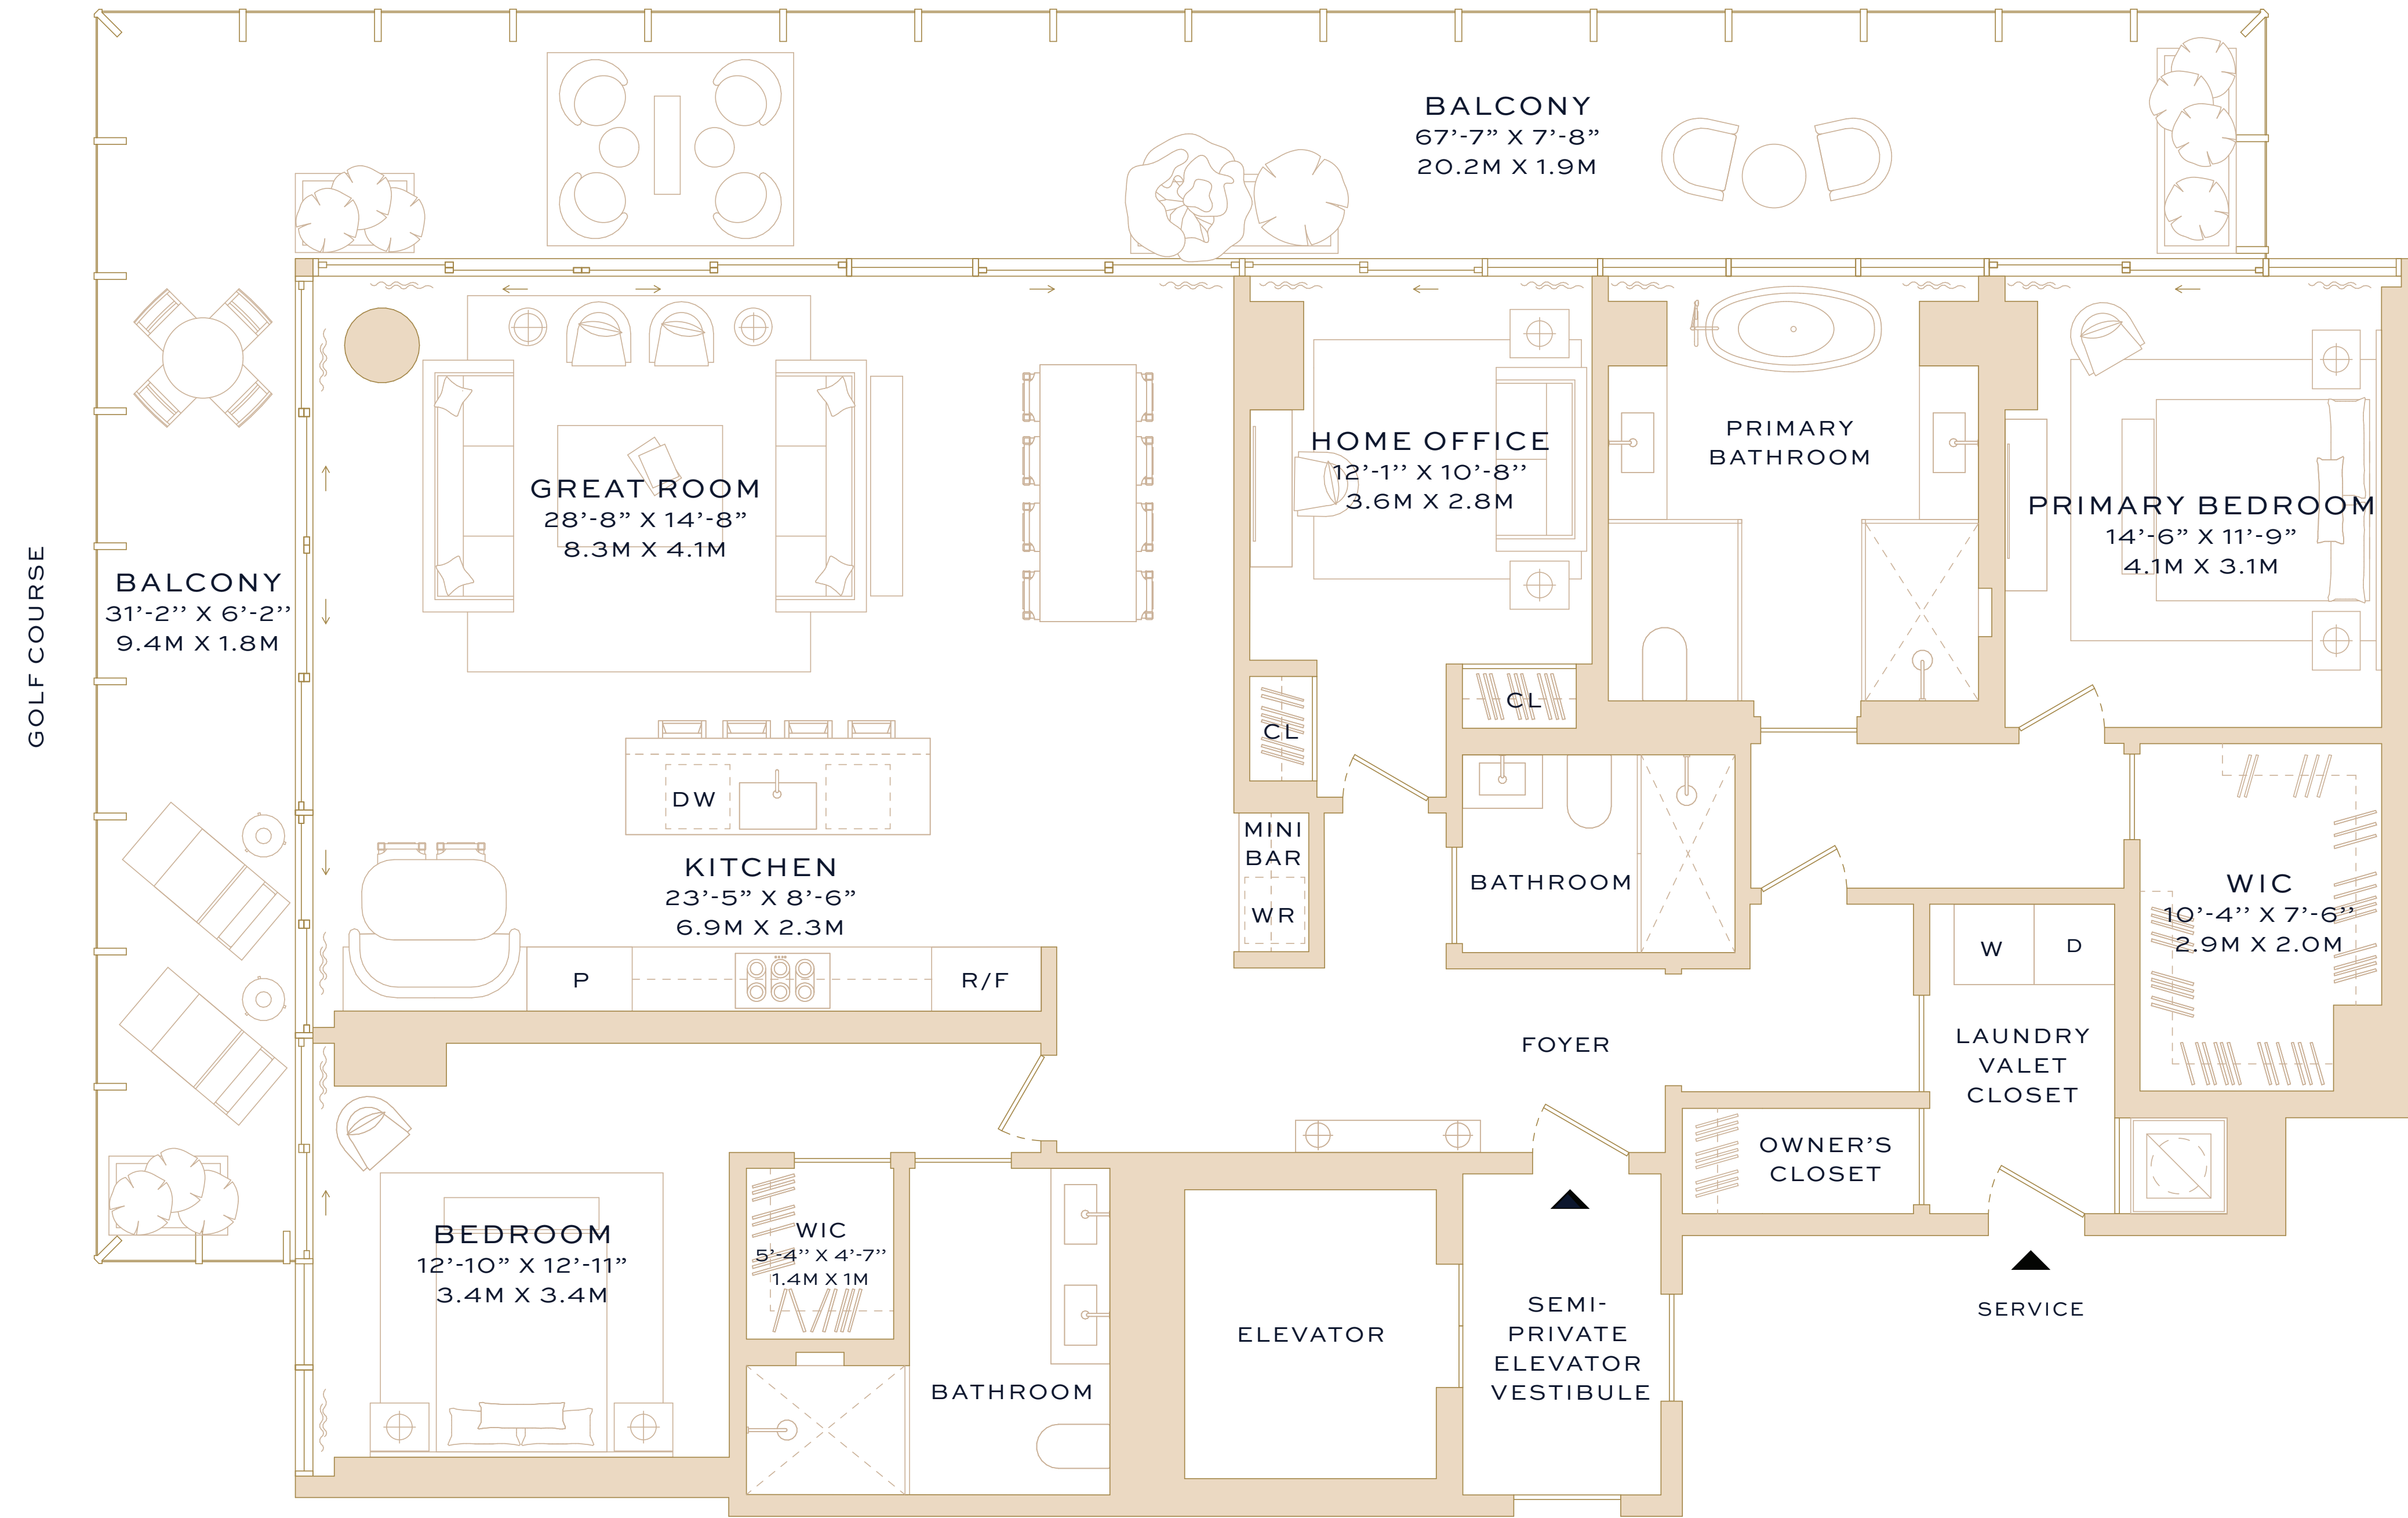 BALCONY
67’-7” X 7’-8”
20.2M X 1.9M
GOLF COURSE
BALCONY
31’-2’’ X 6’-2’’
9.4M X 1.8M
GREAT ROOM
28’-8” X 14’-8”
8.3M X 4.1M
HOME OFFICE
12’-1’’ X 10’-8’’
3.6M X 2.8M
PRIMARY
BATHROOM
PRIMARY BEDROOM
14’-6” X 11’-9”
4.1M X 3.1M
CL
CL
DW
KITCHEN
23’-5” X 8’-6”
6.9M X 2.3M
P
R/F
MINI
BAR
WR
BATHROOM
WIC
10’-4’’ X 7’-6’’
2.9M X 2.0M
W
D
LAUNDRY
VALET
CLOSET
FOYER
OWNER’S
CLOSET
BEDROOM
12’-10” X 12’-11”
3.4M X 3.4M
WIC
5’-4’’ X 4’-7’’
1.4M X 1M
BATHROOM
ELEVATOR
SEMI-
PRIVATE
ELEVATOR
VESTIBULE
SERVICE